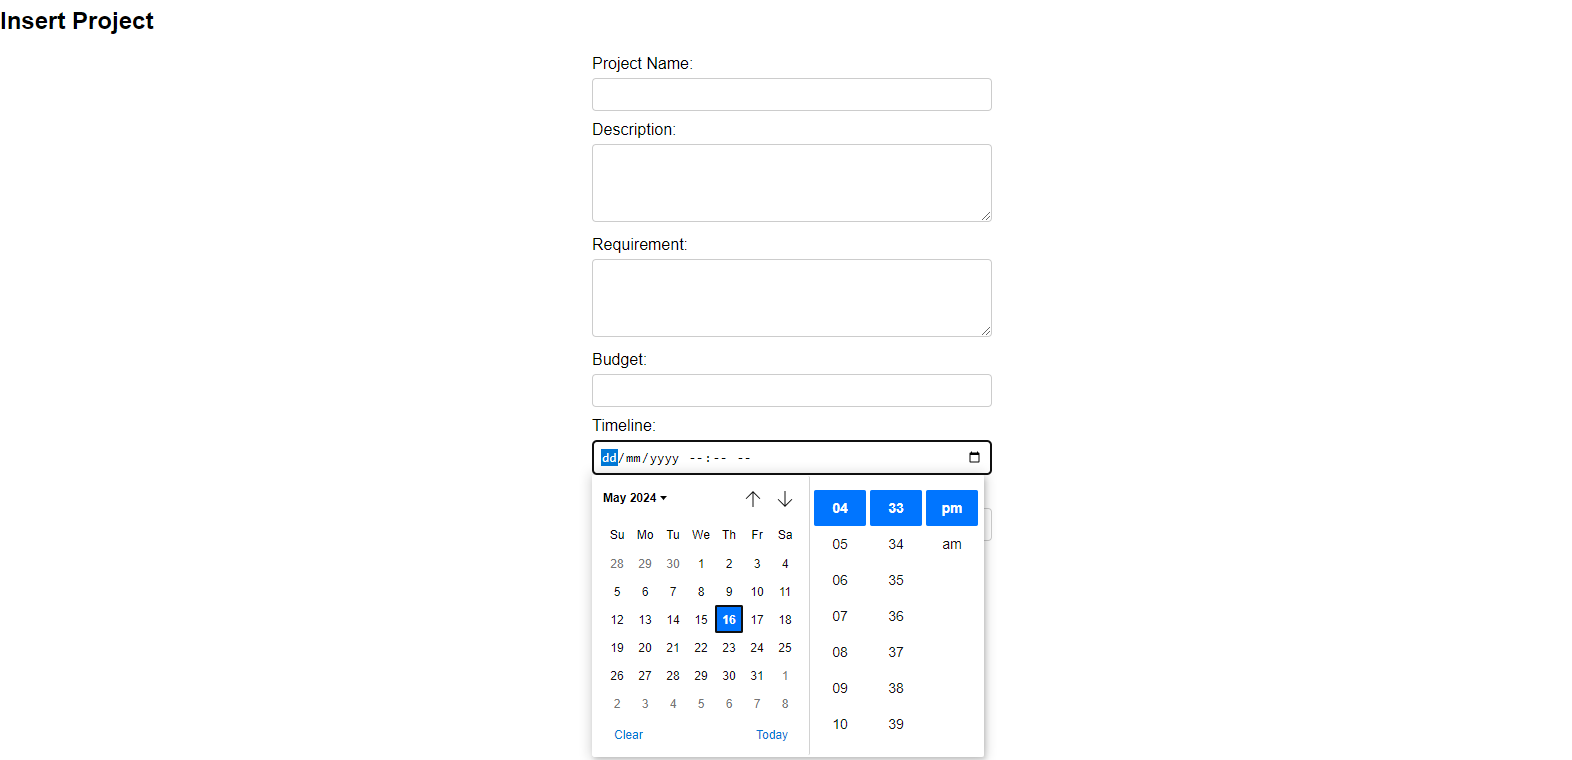 Insert Project
Project Name:
Description:
Requirement:
Budget:
Timeline:
dd/mm/yyyy --:-- --
May 2024
Su Mo Tu We Th Fr Sa
28 29 30 1 2 3 4
5 6 7 8 9 10 11
12 13 14 15 16 17 18
19 20 21 22 23 24 25
26 27 28 29 30 31 1
2 3 4 5 6 7 8
Clear Today
04 33 pm
05 34 am
06 35
07 36
08 37
09 38
10 39